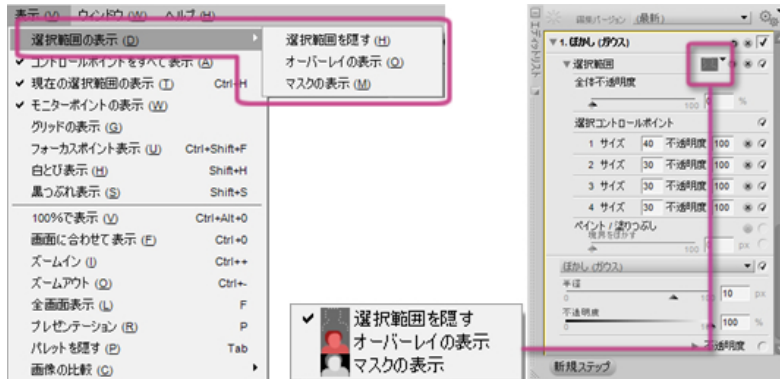 表示 (V) ウィンドウ (W) ヘルプ (H)
選択範囲の表示 (D)
選択範囲を隠す (H)
オーバーレイの表示 (O)
マスクの表示 (M)
コントロールポイントをすべて表示 (A)
現在の選択範囲の表示 (T) Ctrl+H
モニターポイントの表示 (W)
グリッドの表示 (G)
フォーカスポイント表示 (U) Ctrl+Shift+F
白とび表示 (H) Shift+H
黒つぶれ表示 (S) Shift+S
100%で表示 (V) Ctrl+Alt+0
画面に合わせて表示 (F) Ctrl+0
ズームイン (I) Ctrl++
ズームアウト (O) Ctrl+-
全画面表示 (L) F
プレゼンテーション (R) P
パレットを隠す (P) Tab
画像の比較 (C)
選択範囲を隠す
オーバーレイの表示
マスクの表示
エディットリスト
画像バージョン (最新)
1. ぼかし (ガウス)
選択範囲
全体不透明度
100 %
選択コントロールポイント
1 サイズ 40 不透明度 100
2 サイズ 30 不透明度 100
3 サイズ 30 不透明度 100
4 サイズ 30 不透明度 100
ペイント / 塗りつぶし
境界をぼかす
100 px
ぼかし (ガウス)
半径
0 100 10 px
不透明度
0 100 %
不透明度
新規ステップ